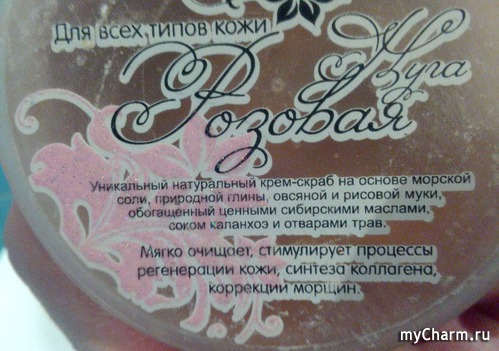 Для всех типов кожи
Розовая Нуга
Уникальный натуральный крем-скраб на основе морской
соли, природной глины, овсяной и рисовой муки,
обогащенный ценными сибирскими маслами,
соком каланхоэ и отварами трав.
Мягко очищает, стимулирует процессы
регенерации кожи, синтеза коллагена,
коррекции морщин.
myCharm.ru